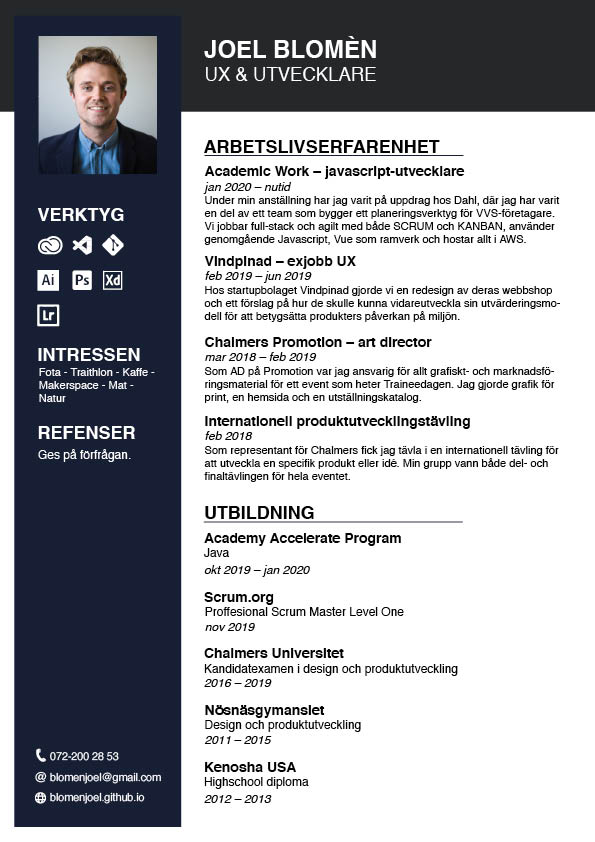 JOEL BLOMÈN
UX & UTVECKLARE
VERKTYG
Ai Ps Xd
Lr
INTRESSEN
Fota - Traithlon - Kaffe -
Makerspace - Mat -
Natur
REFENSER
Ges på förfrågan.
072-200 28 53
@ blomenjoel@gmail.com
blomenjoel.github.io
ARBETSLIVSERFARENHET
Academic Work – javascript-utvecklare
jan 2020 – nutid
Under min anställning har jag varit på uppdrag hos Dahl, där jag har varit
en del av ett team som bygger ett planeringsverktyg för VVS-företagare.
Vi jobbar full-stack och agilt med både SCRUM och KANBAN, använder
genomgående Javascript, Vue som ramverk och hostar allt i AWS.
Vindpinad – exjobb UX
feb 2019 – jun 2019
Hos startupbolaget Vindpinad gjorde vi en redesign av deras webbshop
och ett förslag på hur de skulle kunna vidareutveckla sin utvärderingsmo-
dell för att betygsätta produkters påverkan på miljön.
Chalmers Promotion – art director
mar 2018 – feb 2019
Som AD på Promotion var jag ansvarig för allt grafiskt- och marknadsfö-
ringsmaterial för ett event som heter Traineedagen. Jag gjorde grafik för
print, en hemsida och en utställningskatalog.
Internationell produktutvecklingstävling
feb 2018
Som representant för Chalmers fick jag tävla i en internationell tävling för
att utveckla en specifik produkt eller idé. Min grupp vann både del- och
finaltävlingen för hela eventet.
UTBILDNING
Academy Accelerate Program
Java
okt 2019 – jan 2020
Scrum.org
Proffesional Scrum Master Level One
nov 2019
Chalmers Universitet
Kandidatexamen i design och produktutveckling
2016 – 2019
Nösnäsgymansiet
Design och produktutveckling
2011 – 2015
Kenosha USA
Highschool diploma
2012 – 2013